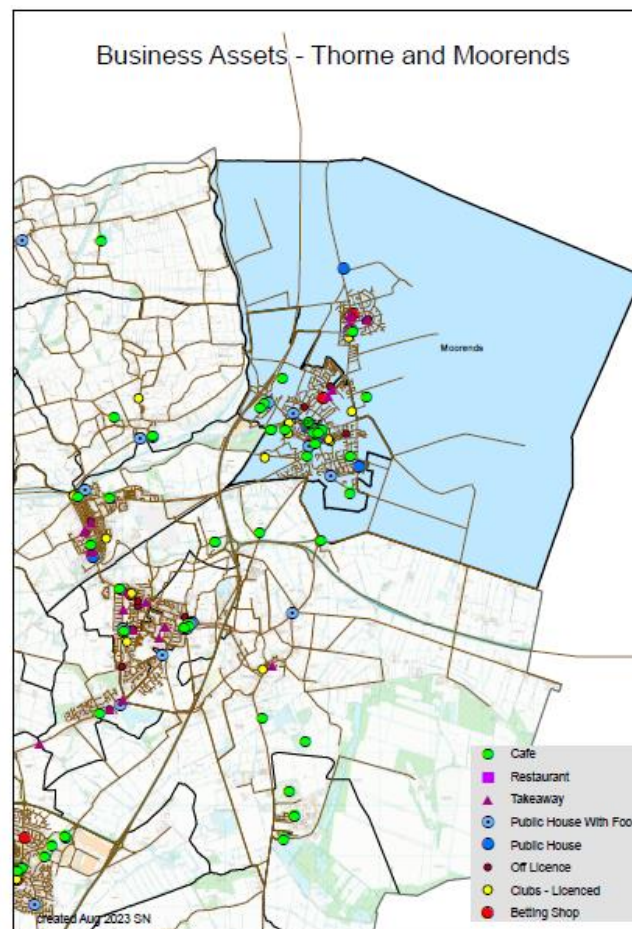 Business Assets - Thorne and Moorends
Moorends
Cafe
Restaurant
Takeaway
Public House With Foo
Public House
Off Licence
Clubs - Licenced
Betting Shop
created Aug 2023 SN